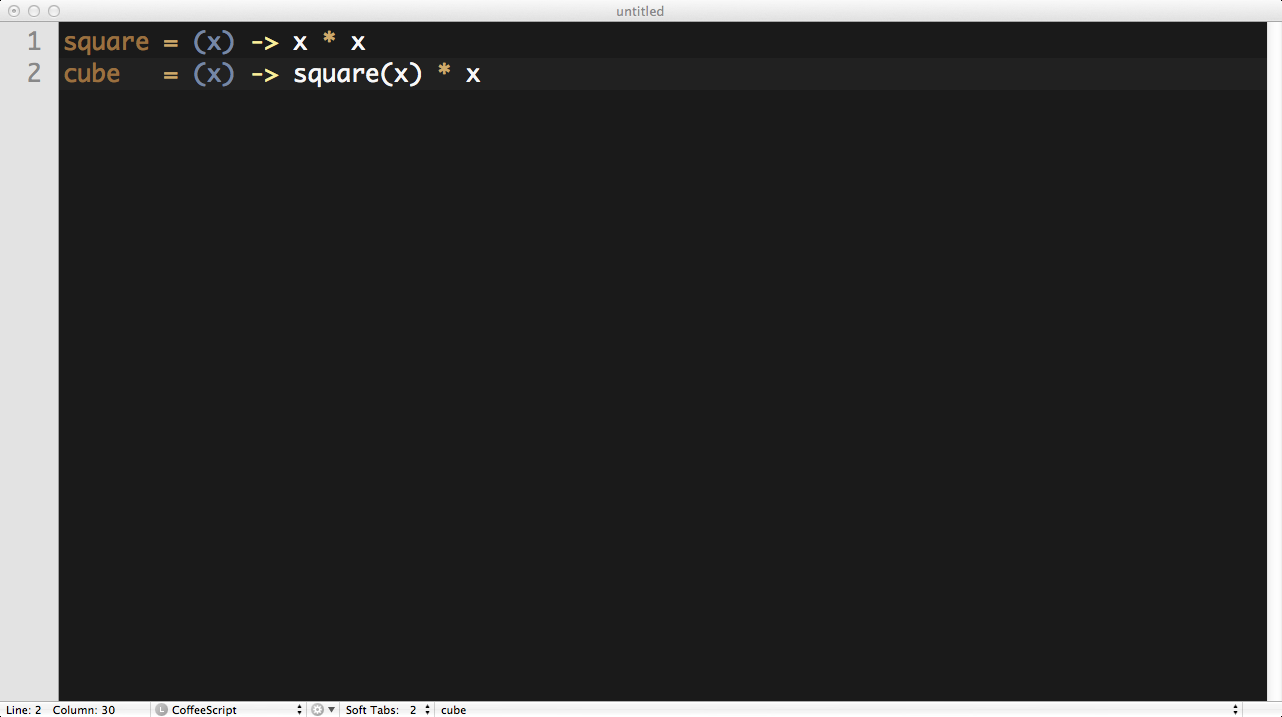 untitled
1 square = (x) -> x * x
2 cube   = (x) -> square(x) * x
Line: 2 Column: 30 L CoffeeScript Soft Tabs: 2 cube